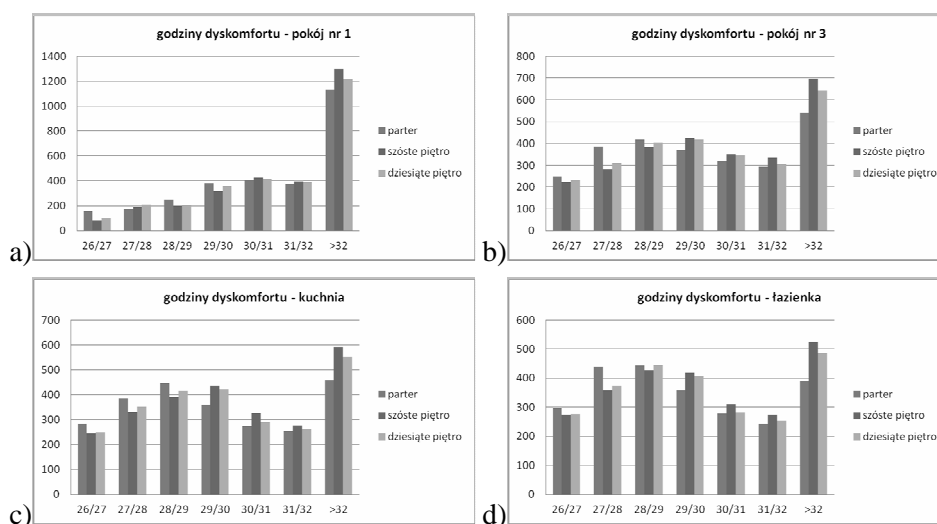 godziny dyskomfortu - pokój nr 1
1400
1200
1000
800
600
400
200
0
26/27 27/28 28/29 29/30 30/31 31/32 >32
parter
szóste piętro
dziesiąte piętro
a)
godziny dyskomfortu - pokój nr 3
800
700
600
500
400
300
200
100
0
26/27 27/28 28/29 29/30 30/31 31/32 >32
parter
szóste piętro
dziesiąte piętro
b)
godziny dyskomfortu - kuchnia
700
600
500
400
300
200
100
0
26/27 27/28 28/29 29/30 30/31 31/32 >32
parter
szóste piętro
dziesiąte piętro
c)
godziny dyskomfortu - łazienka
600
500
400
300
200
100
0
26/27 27/28 28/29 29/30 30/31 31/32 >32
parter
szóste piętro
dziesiąte piętro
d)